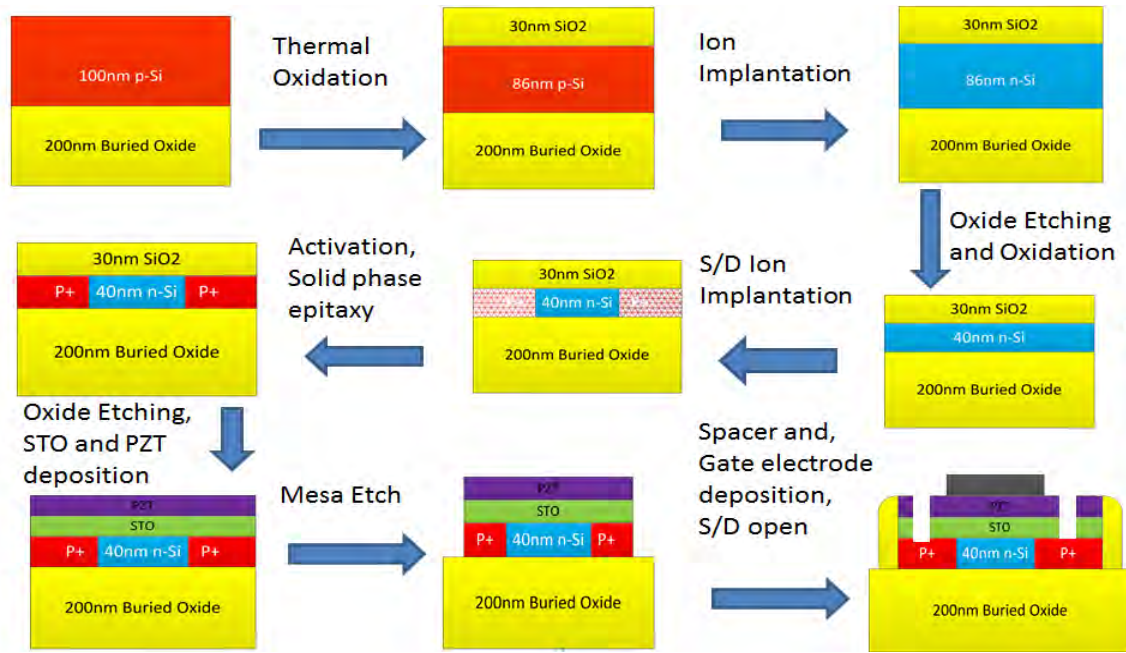 100nm p-Si
200nm Buried Oxide
Thermal
Oxidation
30nm SiO2
86nm p-Si
200nm Buried Oxide
Ion
Implantation
30nm SiO2
86nm n-Si
200nm Buried Oxide
Oxide Etching
and Oxidation
30nm SiO2
40nm n-Si
200nm Buried Oxide
S/D Ion
Implantation
30nm SiO2
40nm n-Si
200nm Buried Oxide
Activation,
Solid phase
epitaxy
30nm SiO2
P+ 40nm n-Si P+
200nm Buried Oxide
Oxide Etching,
STO and PZT
deposition
PZT
STO
P+ 40nm n-Si P+
200nm Buried Oxide
Mesa Etch
PZT
STO
P+ 40nm n-Si P+
200nm Buried Oxide
Spacer and,
Gate electrode
deposition,
S/D open
PZT
STO
P+ 40nm n-Si P+
200nm Buried Oxide